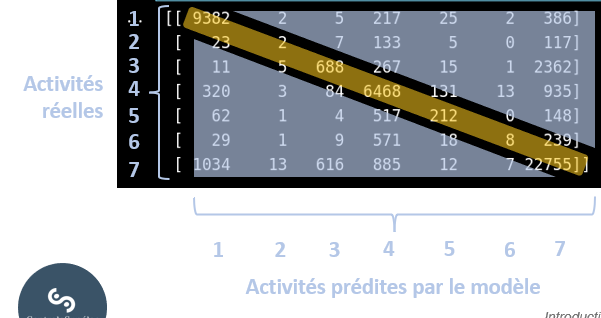 1 [[ 9382 2 5 217 25 2 386]
2 [ 23 2 7 133 5 0 117]
3 [ 11 5 688 267 15 1 2362]
4 [ 320 3 84 6468 131 13 935]
5 [ 62 1 4 517 212 0 148]
6 [ 29 1 9 571 18 8 239]
7 [ 1034 13 616 885 12 7 22755]]
Activités
réelles
1 2 3 4 5 6 7
Activités prédites par le modèle
Introducti